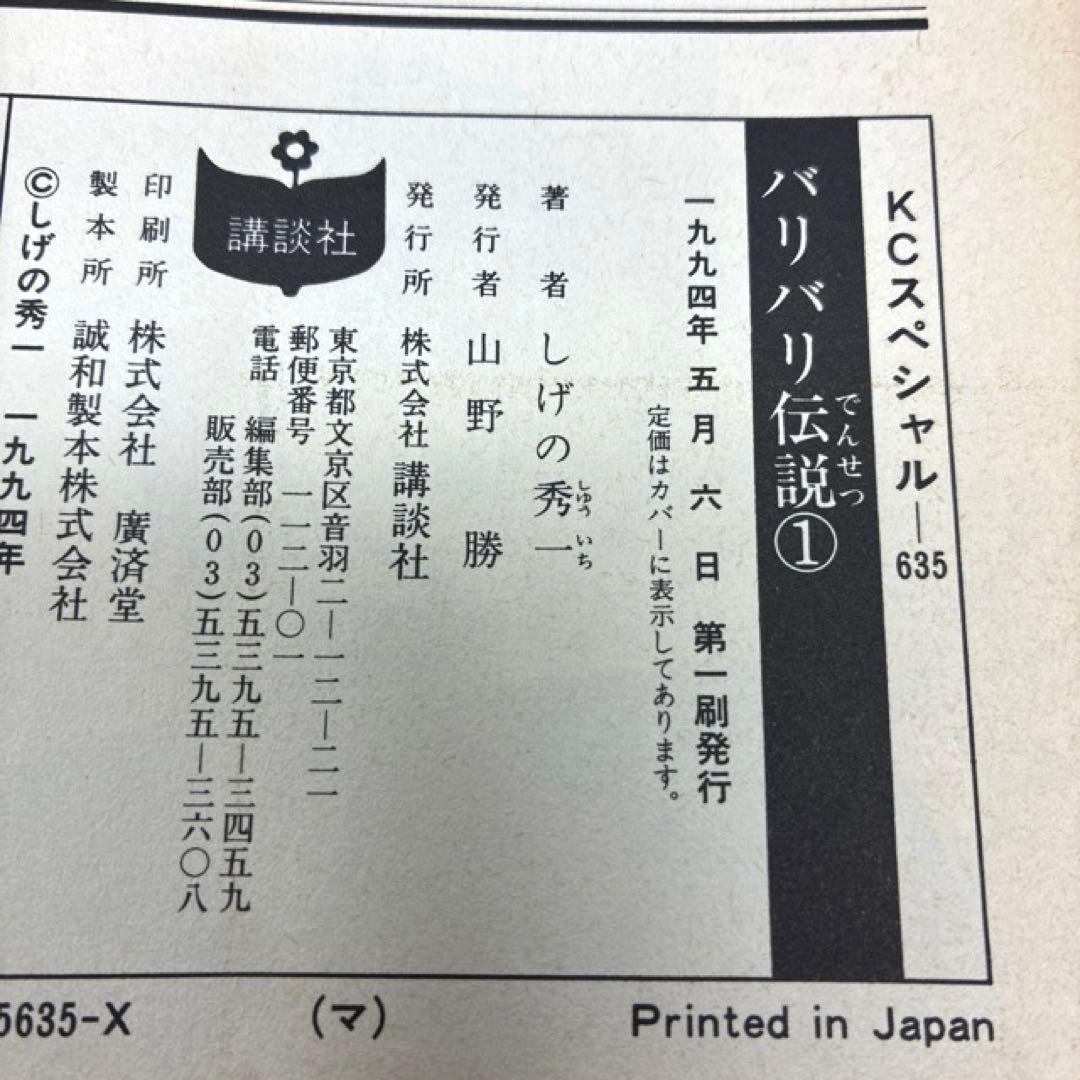 KCスペシャル—635
バリバリ伝説①
でんせつ
一九九四年五月六日 第一刷発行
定価はカバーに表示してあります。
著者 しげの秀一
しゅういち
発行者 山野勝
発行所 株式会社 講談社
東京都文京区音羽二—一二—二一
郵便番号 一一二—〇一
電話 編集部(03)五三九五—三四五九
販売部(03)五三九五—三六〇八
講談社
印刷所 株式会社 廣済堂
製本所 誠和製本株式会社
©しげの秀一 一九九四年
5635-X (マ) Printed in Japan